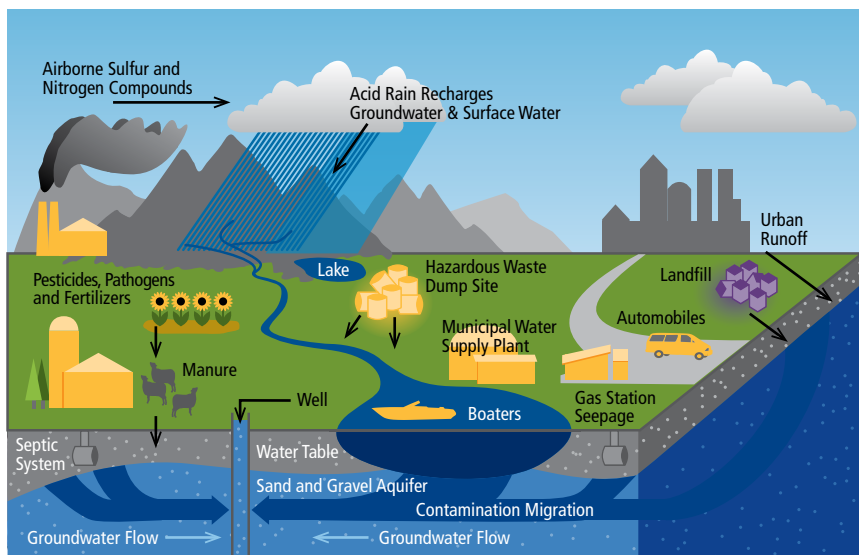 Airborne Sulfur and
Nitrogen Compounds
Acid Rain Recharges
Groundwater & Surface Water
Urban
Runoff
Lake
Hazardous Waste
Dump Site
Landfill
Pesticides, Pathogens
and Fertilizers
Automobiles
Municipal Water
Supply Plant
Manure
Well
Boaters
Gas Station
Seepage
Septic
System
Water Table
Sand and Gravel Aquifer
Contamination Migration
Groundwater Flow
Groundwater Flow